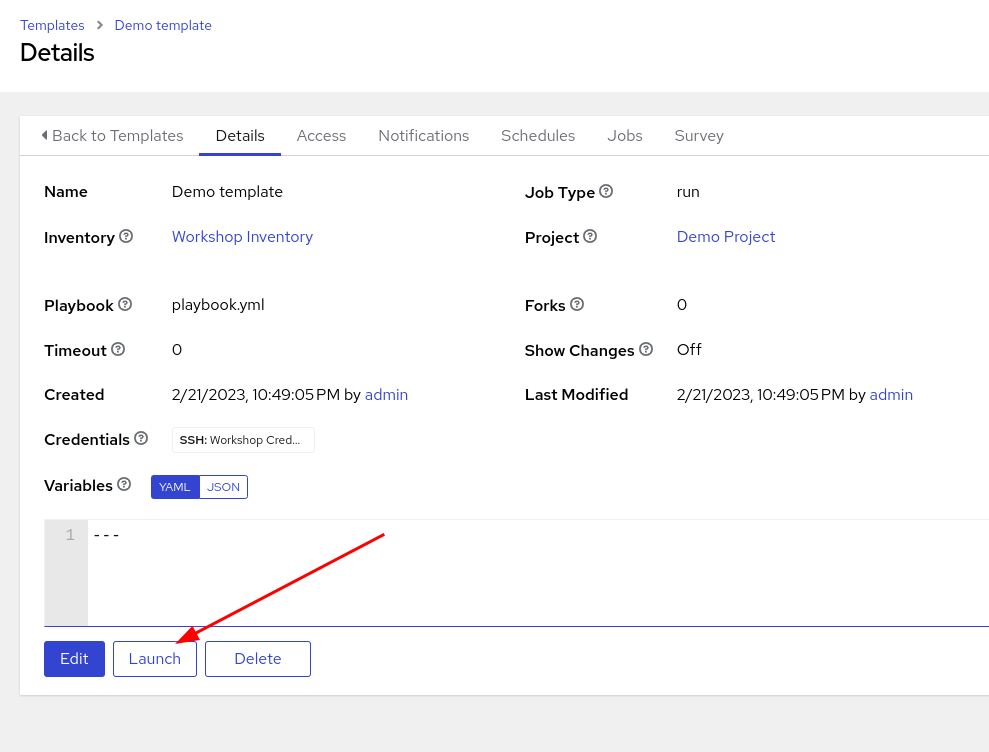 Templates > Demo template
Details
Back to Templates Details Access Notifications Schedules Jobs Survey
Name Demo template Job Type run
Inventory Workshop Inventory Project Demo Project
Playbook playbook.yml Forks 0
Timeout 0 Show Changes Off
Created 2/21/2023, 10:49:05 PM by admin Last Modified 2/21/2023, 10:49:05 PM by admin
Credentials SSH: Workshop Cred...
Variables YAML JSON
1 ---
Edit Launch Delete